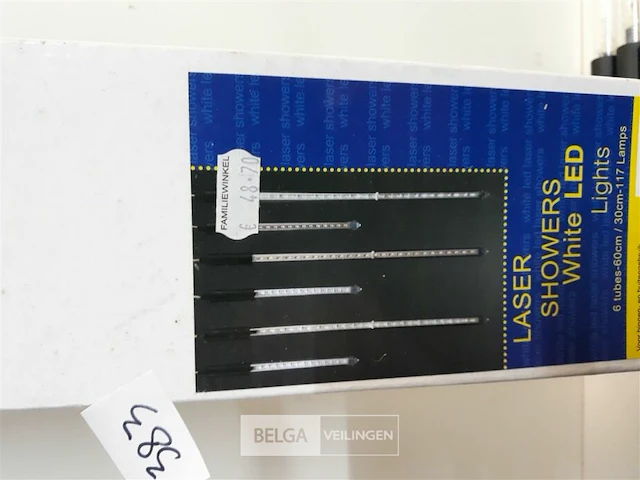 LASER
SHOWERS
White LED
Lights
6 tubes-60cm / 30cm-117 Lamps
FAMILIEWINKEL
€ 48.70
383
BELGA VEILINGEN